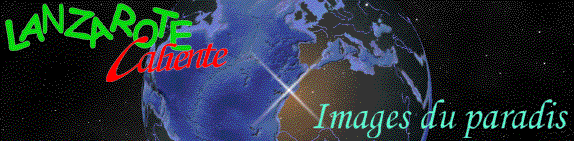 LANZAROTE
Caliente
Images du paradis